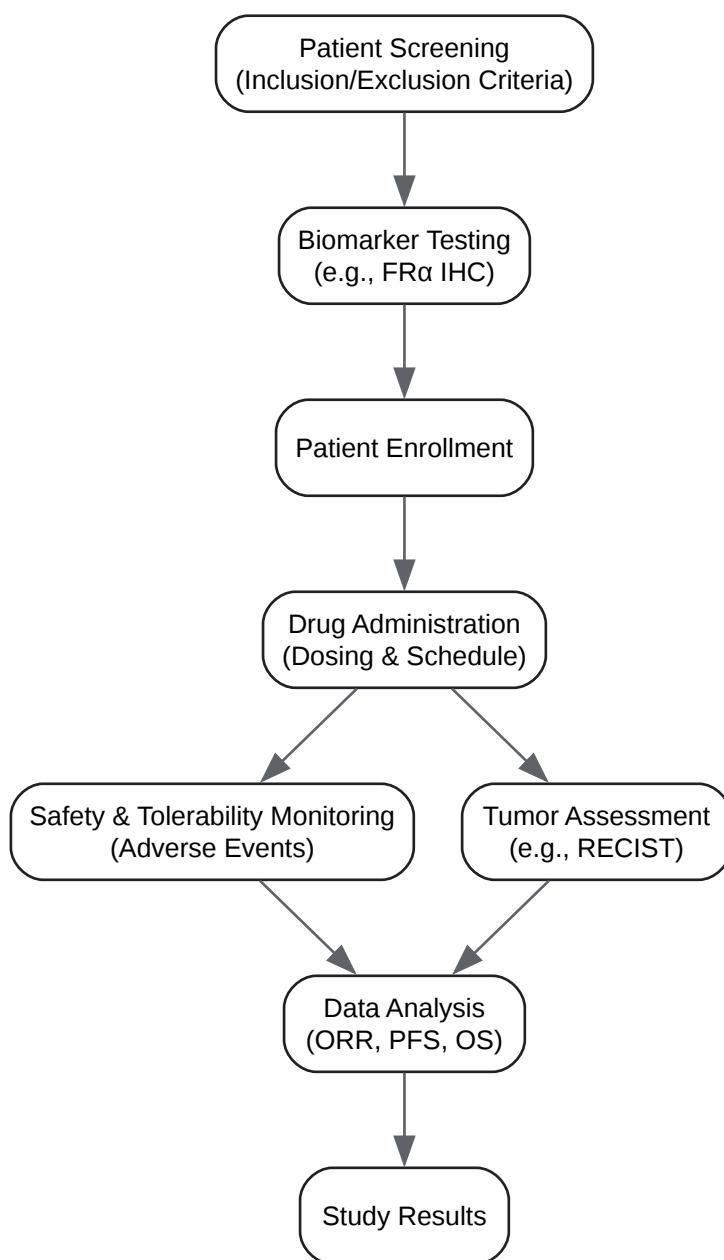 Patient Screening
(Inclusion/Exclusion Criteria)
Biomarker Testing
(e.g., FRα IHC)
Patient Enrollment
Drug Administration
(Dosing & Schedule)
Safety & Tolerability Monitoring
(Adverse Events)
Tumor Assessment
(e.g., RECIST)
Data Analysis
(ORR, PFS, OS)
Study Results